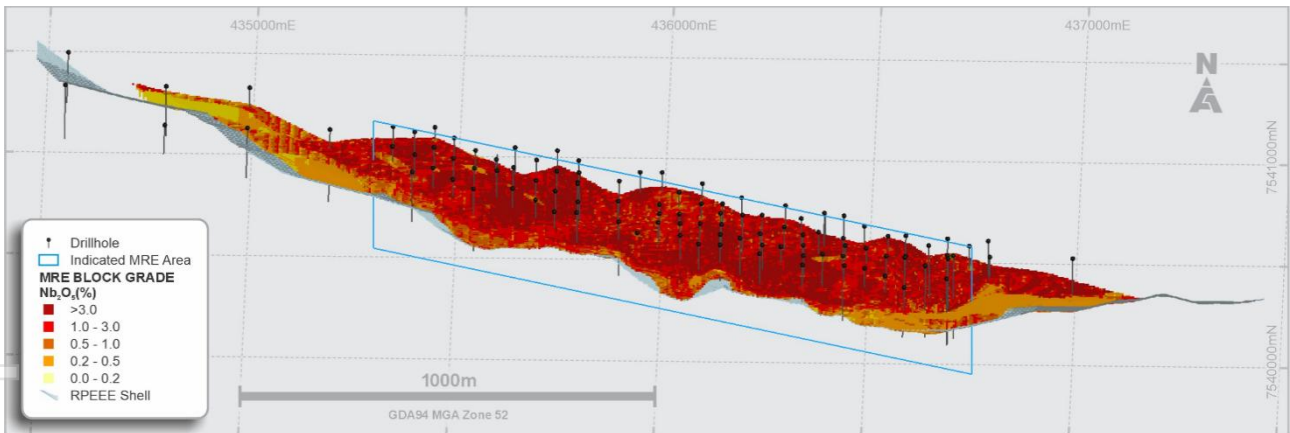 435000mE
436000mE
437000mE
N
7541000mN
7540000mN
Drillhole
Indicated MRE Area
MRE BLOCK GRADE
Nb₂O₅(%)
>3.0
1.0 - 3.0
0.5 - 1.0
0.2 - 0.5
0.0 - 0.2
RPEEE Shell
1000m
GDA94 MGA Zone 52